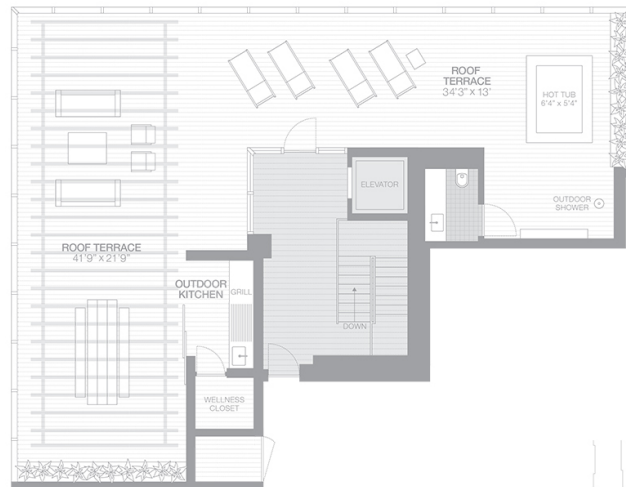 ROOF
TERRACE
34'3" x 13'
HOT TUB
6'4" x 5'4"
ELEVATOR
OUTDOOR
SHOWER
ROOF TERRACE
41'9" x 21'9"
OUTDOOR
KITCHEN
GRILL
DOWN
WELLNESS
CLOSET